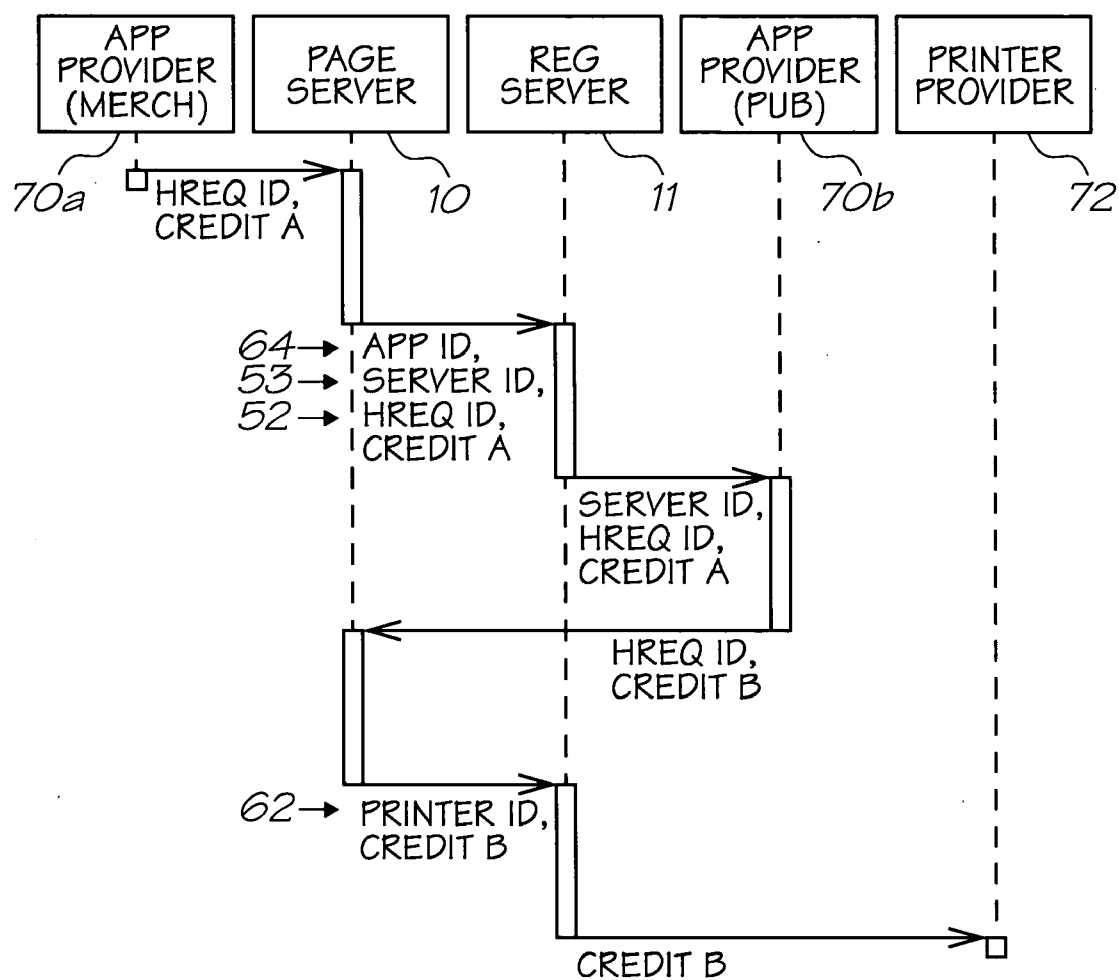 APP
PROVIDER
(MERCH)
PAGE
SERVER
REG
SERVER
APP
PROVIDER
(PUB)
PRINTER
PROVIDER
70a
10
11
70b
72
HREQ ID,
CREDIT A
64
APP ID,
53
SERVER ID,
52
HREQ ID,
CREDIT A
SERVER ID,
HREQ ID,
CREDIT A
HREQ ID,
CREDIT B
62
PRINTER ID,
CREDIT B
CREDIT B